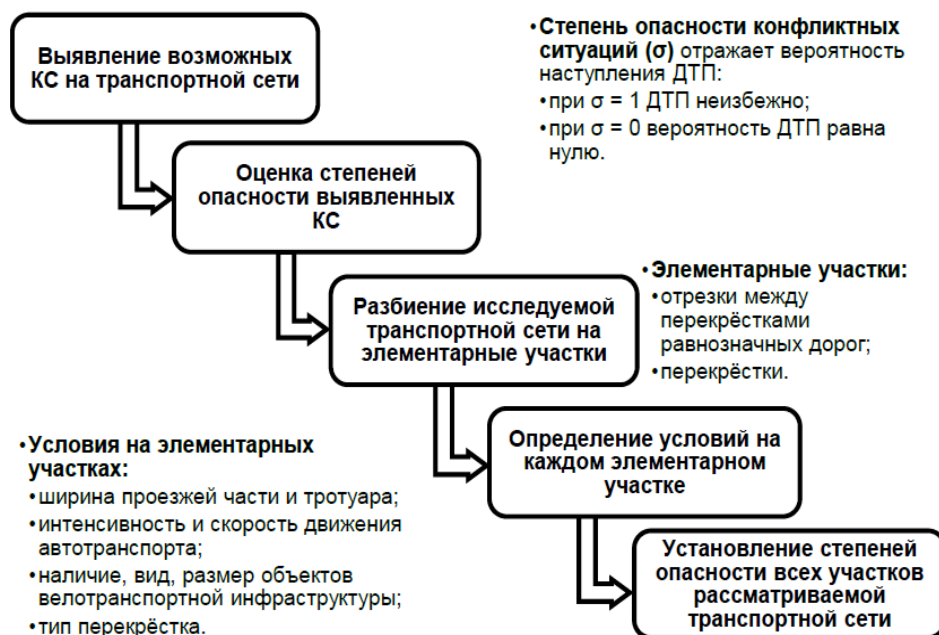 Выявление возможных
КС на транспортной сети
•Степень опасности конфликтных
ситуаций (σ) отражает вероятность
наступления ДТП:
•при σ = 1 ДТП неизбежно;
•при σ = 0 вероятность ДТП равна
нулю.
Оценка степеней
опасности выявленных
КС
Разбиение исследуемой
транспортной сети на
элементарные участки
•Элементарные участки:
•отрезки между
перекрёстками
равнозначных дорог;
•перекрёстки.
Определение условий на
каждом элементарном
участке
•Условия на элементарных
участках:
•ширина проезжей части и тротуара;
•интенсивность и скорость движения
автотранспорта;
•наличие, вид, размер объектов
велотранспортной инфраструктуры;
•тип перекрёстка.
Установление степеней
опасности всех участков
рассматриваемой
транспортной сети